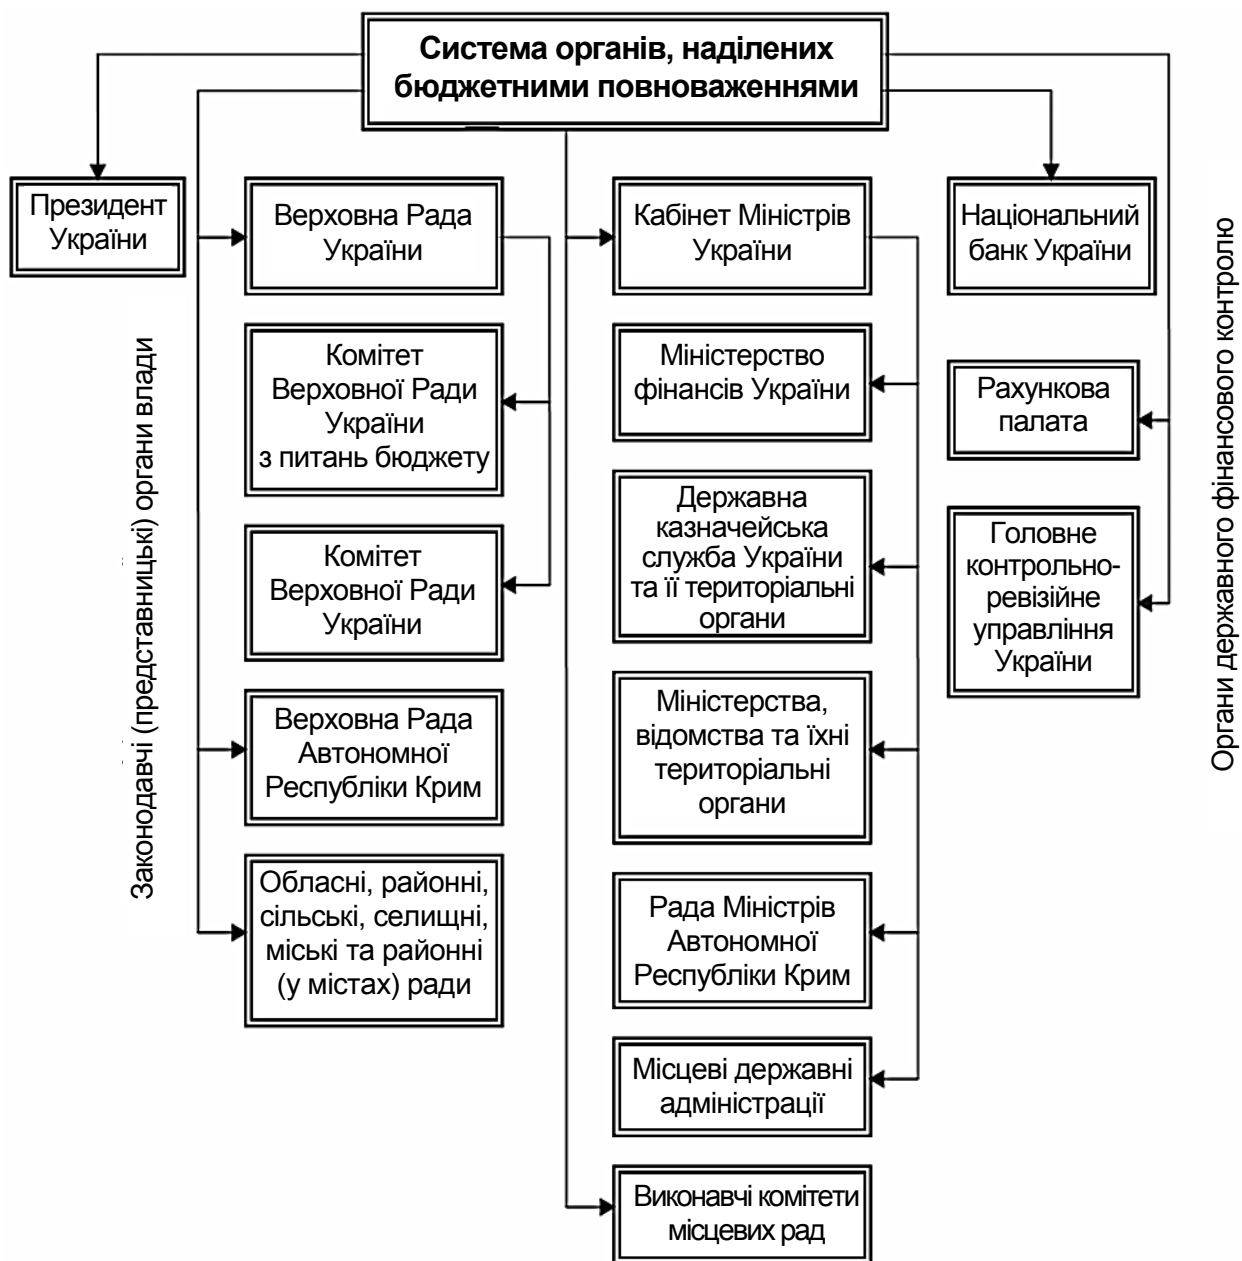 Система органів, наділених
бюджетними повноваженнями
Президент
України
Законодавчі (представницькі) органи влади
Верховна Рада
України
Комітет
Верховної Ради
України
з питань бюджету
Комітет
Верховної Ради
України
Верховна Рада
Автономної
Республіки Крим
Обласні, районні,
сільські, селищні,
міські та районні
(у містах) ради
Кабінет Міністрів
України
Міністерство
фінансів України
Державна
казначейська
служба України
та її територіальні
органи
Міністерства,
відомства та їхні
територіальні
органи
Рада Міністрів
Автономної
Республіки Крим
Місцеві державні
адміністрації
Виконавчі комітети
місцевих рад
Національний
банк України
Рахункова
палата
Головне
контрольно-
ревізійне
управління
України
Органи державного фінансового контролю